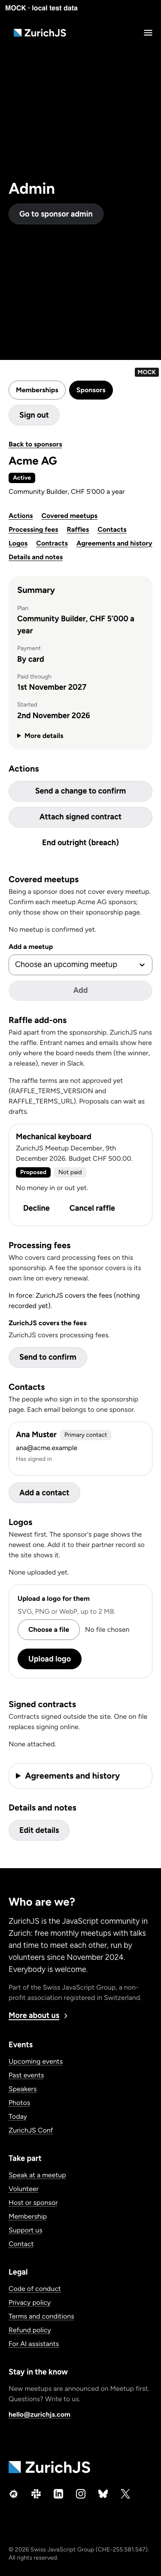 MOCK · local test data
ZurichJS
Admin
Go to sponsor admin
MOCK
Memberships
Sponsors
Sign out
Back to sponsors
Acme AG
Active
Community Builder, CHF 5'000 a year
Actions
Covered meetups
Processing fees
Raffles
Contacts
Logos
Contracts
Agreements and history
Details and notes
Summary
Plan
Community Builder, CHF 5'000 a
year
Payment
By card
Paid through
1st November 2027
Started
2nd November 2026
More details
Actions
Send a change to confirm
Attach signed contract
End outright (breach)
Covered meetups
Being a sponsor does not cover every meetup.
Confirm each meetup Acme AG sponsors;
only those show on their sponsorship page.
No meetup is confirmed yet.
Add a meetup
Choose an upcoming meetup
Add
Raffle add-ons
Paid apart from the sponsorship. ZurichJS runs
the raffle. Entrant names and emails show here
only where the board needs them (the winner,
a release), never in Slack.
The raffle terms are not approved yet
(RAFFLE_TERMS_VERSION and
RAFFLE_TERMS_URL). Proposals can wait as
drafts.
Mechanical keyboard
ZurichJS Meetup December, 9th
December 2026. Budget CHF 500.00.
Proposed
Not paid
No money in or out yet.
Decline
Cancel raffle
Processing fees
Who covers card processing fees on this
sponsorship. A fee the sponsor covers is its
own line on every renewal.
In force: ZurichJS covers the fees (nothing
recorded yet).
ZurichJS covers the fees
ZurichJS covers processing fees.
Send to confirm
Contacts
The people who sign in to the sponsorship
page. Each email belongs to one sponsor.
Ana Muster
Primary contact
ana@acme.example
Has signed in
Add a contact
Logos
Newest first. The sponsor's page shows the
newest one. Add it to their partner record so
the site shows it.
None uploaded yet.
Upload a logo for them
SVG, PNG or WebP, up to 2 MB.
Choose a file
No file chosen
Upload logo
Signed contracts
Contracts signed outside the site. One on file
replaces signing online.
None attached.
Agreements and history
Details and notes
Edit details
Who are we?
ZurichJS is the JavaScript community in
Zurich: free monthly meetups with talks
and time to meet each other, run by
volunteers since November 2024.
Everybody is welcome.
Part of the Swiss JavaScript Group, a non-
profit association registered in Switzerland.
More about us
Events
Upcoming events
Past events
Speakers
Photos
Today
ZurichJS Conf
Take part
Speak at a meetup
Volunteer
Host or sponsor
Membership
Support us
Contact
Legal
Code of conduct
Privacy policy
Terms and conditions
Refund policy
For AI assistants
Stay in the know
New meetups are announced on Meetup first.
Questions? Write to us.
hello@zurichjs.com
ZurichJS
© 2026 Swiss JavaScript Group (CHE-255.581.547).
All rights reserved.